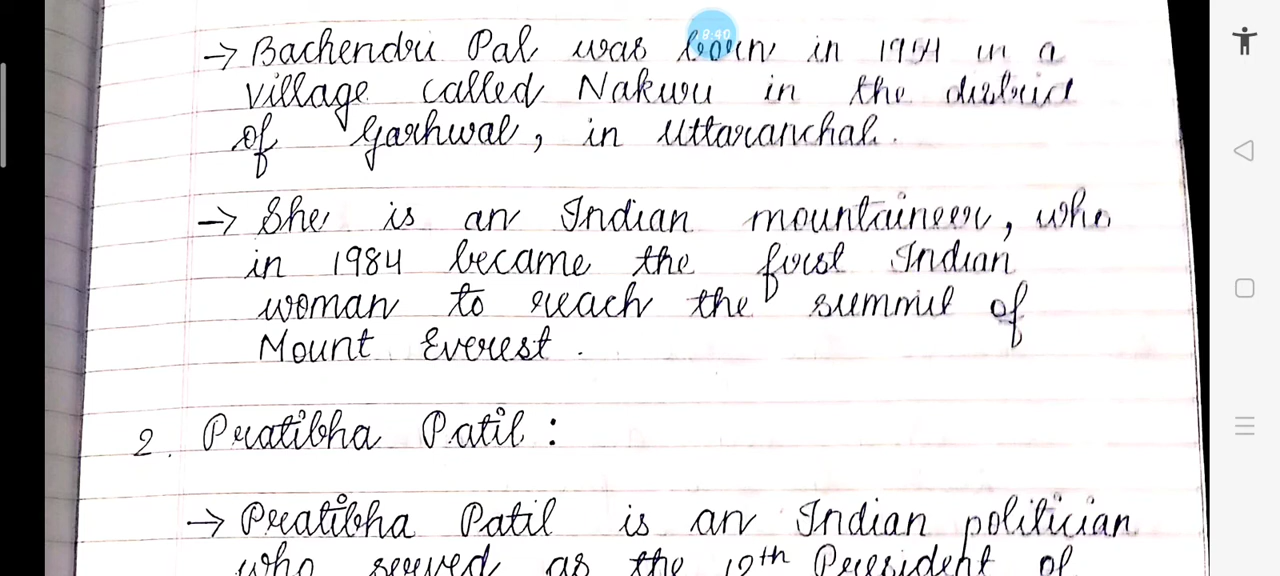 → Bachendri Pal was born in 1954 in a
village called Nakuri in the district
of Garhwal, in Uttaranchal.
→ She is an Indian mountaineer, who
in 1984 became the first Indian
woman to reach the summit of
Mount Everest.
2. Pratibha Patil :
→ Pratibha Patil is an Indian politician
who served as the 12th President of